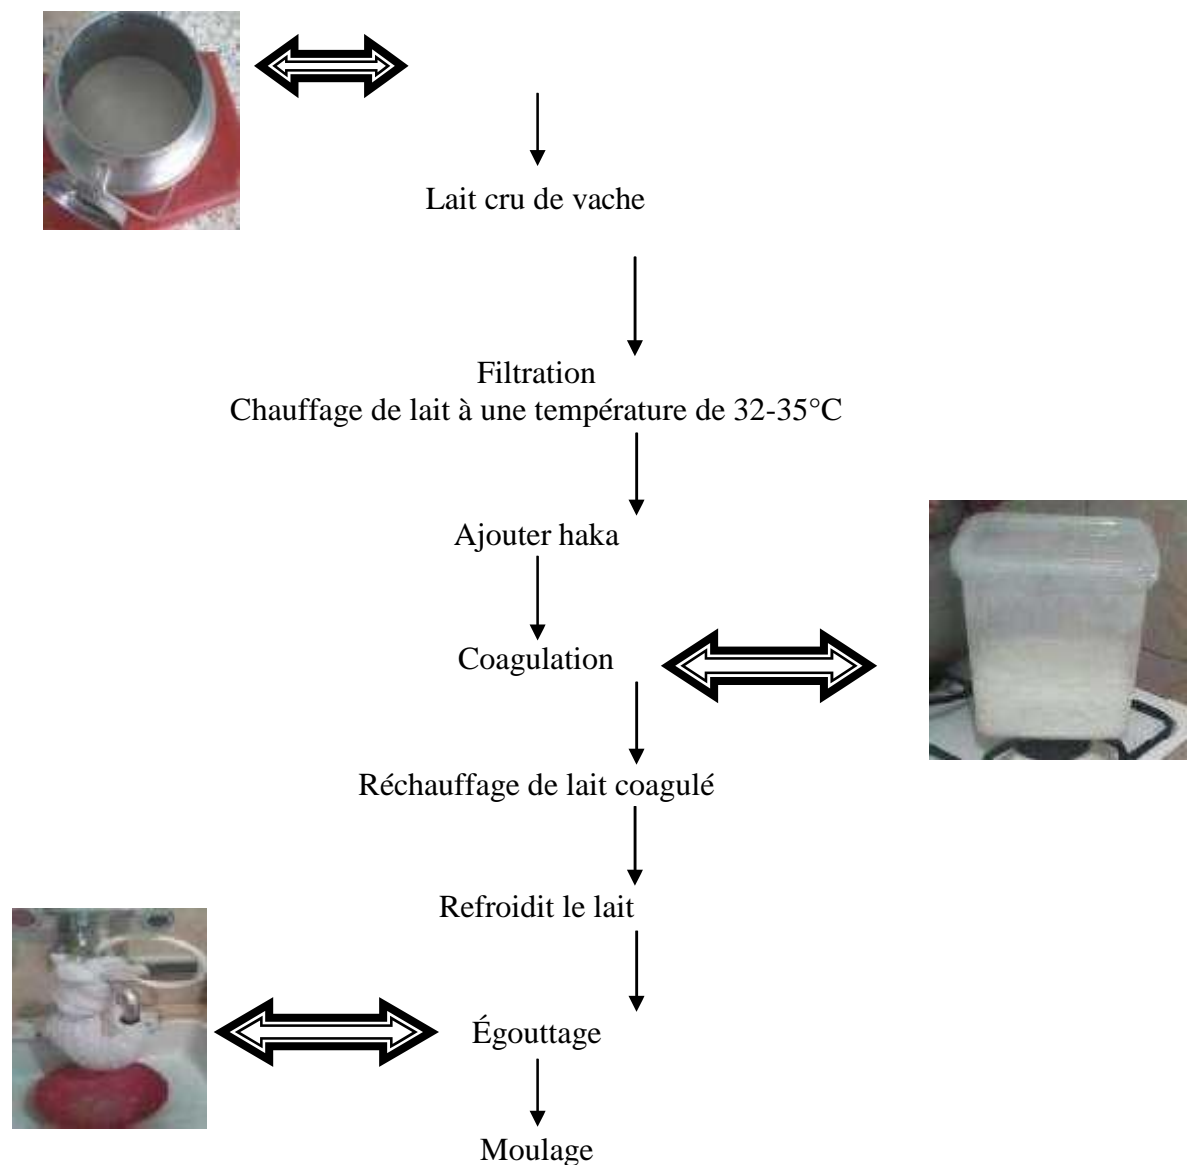 Lait cru de vache
Filtration
Chauffage de lait à une température de 32-35°C
Ajouter haka
Coagulation
Réchauffage de lait coagulé
Refroidit le lait
Égouttage
Moulage